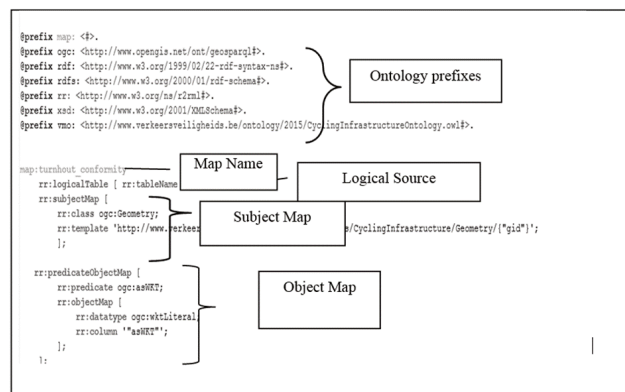 @prefix map: <#>.
@prefix ogc: <http://www.opengis.net/ont/geosparql#>.
@prefix rdf: <http://www.w3.org/1999/02/22-rdf-syntax-ns#>.
@prefix rdfs: <http://www.w3.org/2000/01/rdf-schema#>.
@prefix rr: <http://www.w3.org/ns/r2rml#>.
@prefix xsd: <http://www.w3.org/2001/XMLSchema#>.
@prefix vmo: <http://www.verkeersveiligheids.be/ontology/2015/CyclingInfrastructureOntology.owl#>.
Ontology prefixes
map:turnout_conformity
Map Name
rr:logicalTable [ rr:tableName
Logical Source
rr:subjectMap [
Subject Map
rr:class ogc:Geometry;
rr:template 'http://www.verkeer s/CyclingInfrastructure/Geometry/{"gid"}';
];
rr:predicateObjectMap [
rr:predicate ogc:asWKT;
Object Map
rr:objectMap [
rr:datatype ogc:wktLiteral;
rr:column '"asWKT"';
];
];